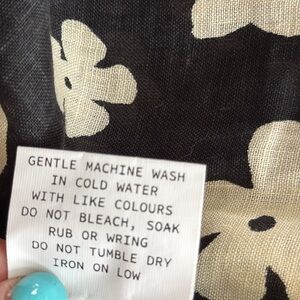 GENTLE MACHINE WASH
IN COLD WATER
WITH LIKE COLOURS
DO NOT BLEACH, SOAK
RUB OR WRING
DO NOT TUMBLE DRY
IRON ON LOW